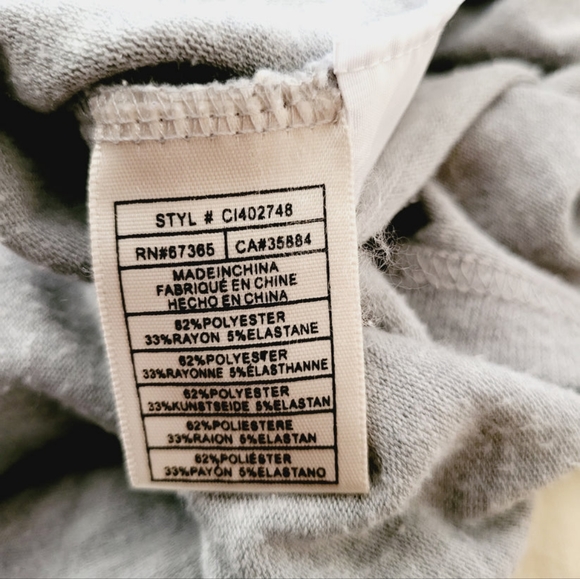 STYL # CI402748
RN#67365 CA#35884
MADEINCHINA
FABRIQUÉ EN CHINE
HECHO EN CHINA
62%POLYESTER
33%RAYON 5%ELASTANE
62%POLYESTER
33%RAYONNE 5%ÉLASTHANNE
62%POLYESTER
33%KUNSTSEIDE 5%ELASTAN
62%POLIESTERE
33%RAION 5%ELASTAN
62%POLIÉSTER
33%PAYÓN 5%ELASTANO